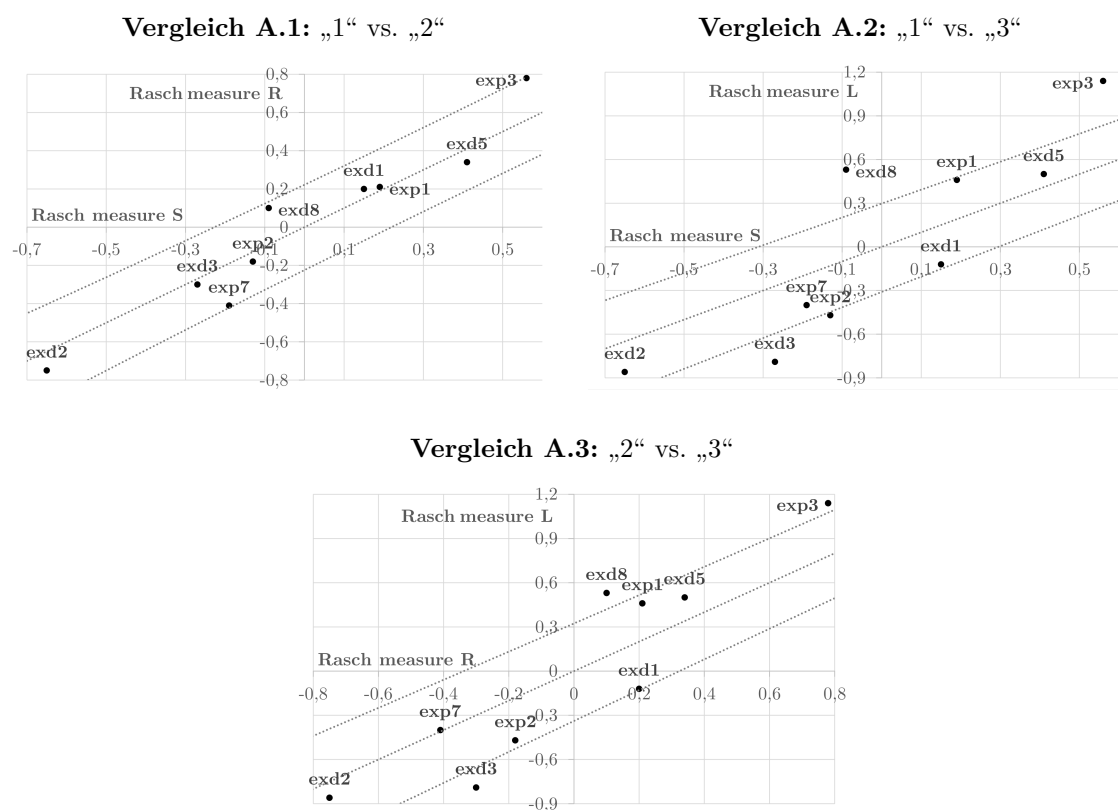 Vergleich A.1: „1“ vs. „2“
0,8
exp3
Rasch measure R
0,6
0,4
exd5
exd1
0,2
exp1
exd8
Rasch measure S
0
-0,7 -0,5 -0,3 -0,1 0,1 0,3 0,5
exp2
-0,2
exd3
exp7
-0,4
-0,6
exd2
-0,8
Vergleich A.2: „1“ vs. „3“
1,2
exp3
Rasch measure L
0,9
0,6
exp1 exd5
exd8
0,3
Rasch measure S
0
exd1
-0,7 -0,5 -0,3 -0,1 0,1 0,3 0,5
exp7
-0,3
exp2
-0,6
exd3
exd2
-0,9
Vergleich A.3: „2“ vs. „3“
1,2
exp3
Rasch measure L
0,9
exd8 exp1 exd5
0,6
0,3
Rasch measure R
0
exd1
-0,8 -0,6 -0,4 -0,2 0 0,2 0,4 0,6 0,8
exp7
-0,3
exp2
-0,6
exd3
exd2
-0,9